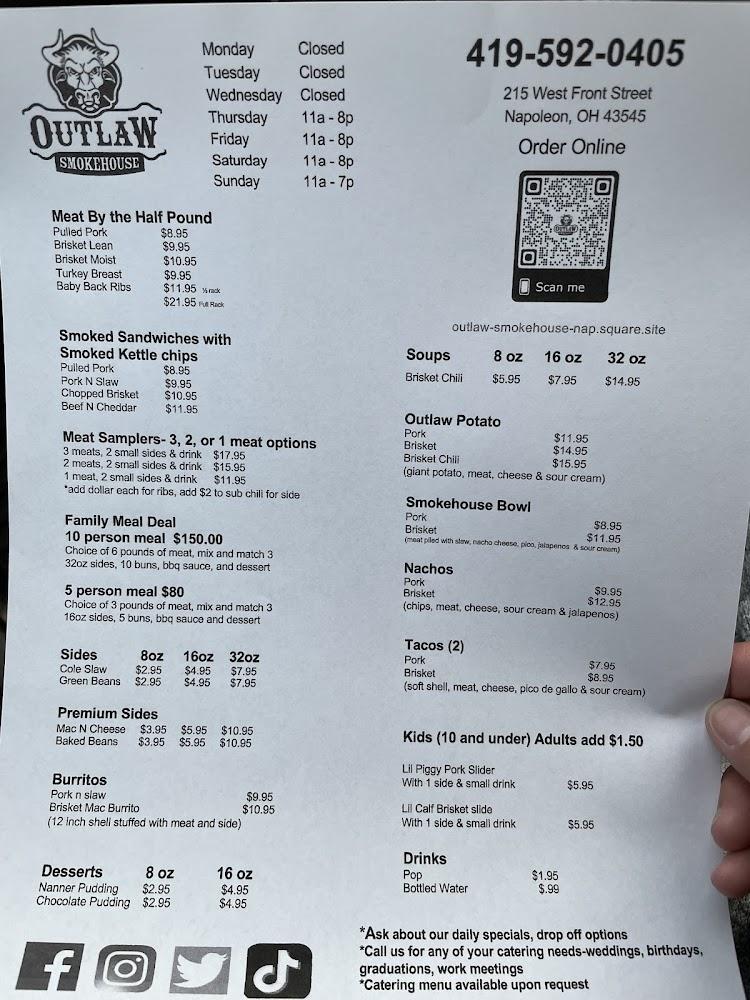 OUTLAW
SMOKEHOUSE
Monday Closed
Tuesday Closed
Wednesday Closed
Thursday 11a - 8p
Friday 11a - 8p
Saturday 11a - 8p
Sunday 11a - 7p
419-592-0405
215 West Front Street
Napoleon, OH 43545
Order Online
OUTLAW
Scan me
outlaw-smokehouse-nap.square.site
Meat By the Half Pound
Pulled Pork $8.95
Brisket Lean $9.95
Brisket Moist $10.95
Turkey Breast $9.95
Baby Back Ribs $11.95 ½ rack
$21.95 Full Rack
Smoked Sandwiches with
Smoked Kettle chips
Pulled Pork $8.95
Pork N Slaw $9.95
Chopped Brisket $10.95
Beef N Cheddar $11.95
Meat Samplers- 3, 2, or 1 meat options
3 meats, 2 small sides & drink $17.95
2 meats, 2 small sides & drink $15.95
1 meat, 2 small sides & drink $11.95
*add dollar each for ribs, add $2 to sub chili for side
Family Meal Deal
10 person meal $150.00
Choice of 6 pounds of meat, mix and match 3
32oz sides, 10 buns, bbq sauce, and dessert
5 person meal $80
Choice of 3 pounds of meat, mix and match 3
16oz sides, 5 buns, bbq sauce and dessert
Sides 8oz 16oz 32oz
Cole Slaw $2.95 $4.95 $7.95
Green Beans $2.95 $4.95 $7.95
Premium Sides
Mac N Cheese $3.95 $5.95 $10.95
Baked Beans $3.95 $5.95 $10.95
Burritos
Pork n slaw $9.95
Brisket Mac Burrito $10.95
(12 inch shell stuffed with meat and side)
Desserts 8 oz 16 oz
Nanner Pudding $2.95 $4.95
Chocolate Pudding $2.95 $4.95
Soups 8 oz 16 oz 32 oz
Brisket Chili $5.95 $7.95 $14.95
Outlaw Potato
Pork $11.95
Brisket $14.95
Brisket Chili $15.95
(giant potato, meat, cheese & sour cream)
Smokehouse Bowl
Pork $8.95
Brisket $11.95
(meat piled with slaw, nacho cheese, pico, jalapenos & sour cream)
Nachos
Pork $9.95
Brisket $12.95
(chips, meat, cheese, sour cream & jalapenos)
Tacos (2)
Pork $7.95
Brisket $8.95
(soft shell, meat, cheese, pico de gallo & sour cream)
Kids (10 and under) Adults add $1.50
Lil Piggy Pork Slider
With 1 side & small drink $5.95
Lil Calf Brisket slide
With 1 side & small drink $5.95
Drinks
Pop $1.95
Bottled Water $.99
*Ask about our daily specials, drop off options
*Call us for any of your catering needs-weddings, birthdays,
graduations, work meetings
*Catering menu available upon request